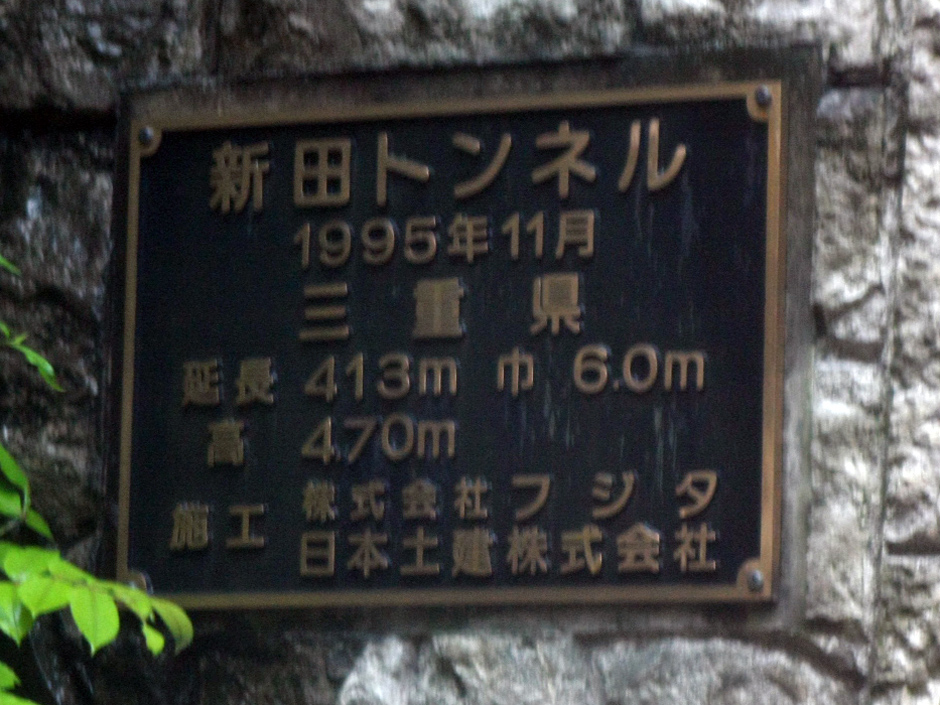 新田トンネル
1995年11月
三重県
延長 413m 巾 6.0m
高 4.70m
施工 株式会社フジタ
日本土建株式会社